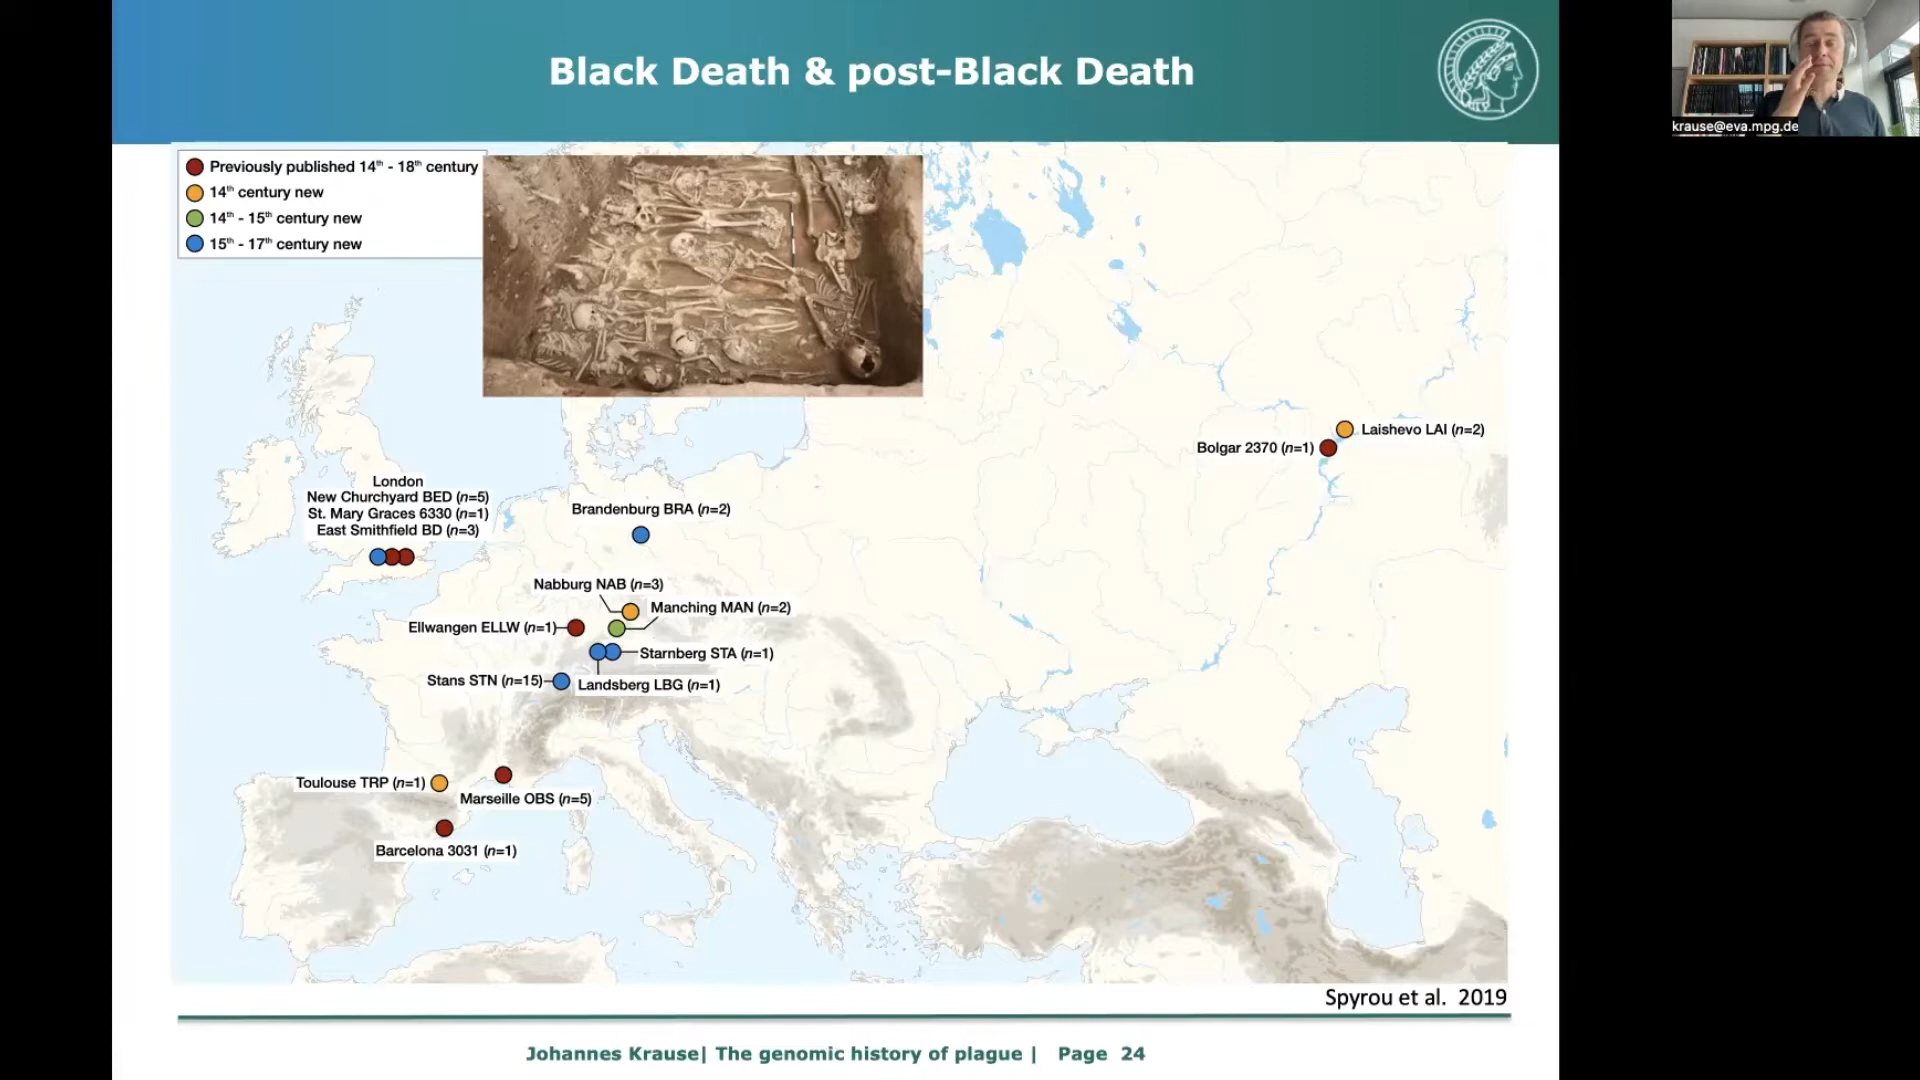 Black Death & post-Black Death
krause@eva.mpg.de
Previously published 14th - 18th century
14th century new
14th - 15th century new
15th - 17th century new
Laishevo LAI (n=2)
Bolgar 2370 (n=1)
London
New Churchyard BED (n=5)
St. Mary Graces 6330 (n=1)
East Smithfield BD (n=3)
Brandenburg BRA (n=2)
Nabburg NAB (n=3)
Manching MAN (n=2)
Ellwangen ELLW (n=1)
Starnberg STA (n=1)
Stans STN (n=15)
Landsberg LBG (n=1)
Toulouse TRP (n=1)
Marseille OBS (n=5)
Barcelona 3031 (n=1)
Spyrou et al. 2019
Johannes Krause| The genomic history of plague | Page 24